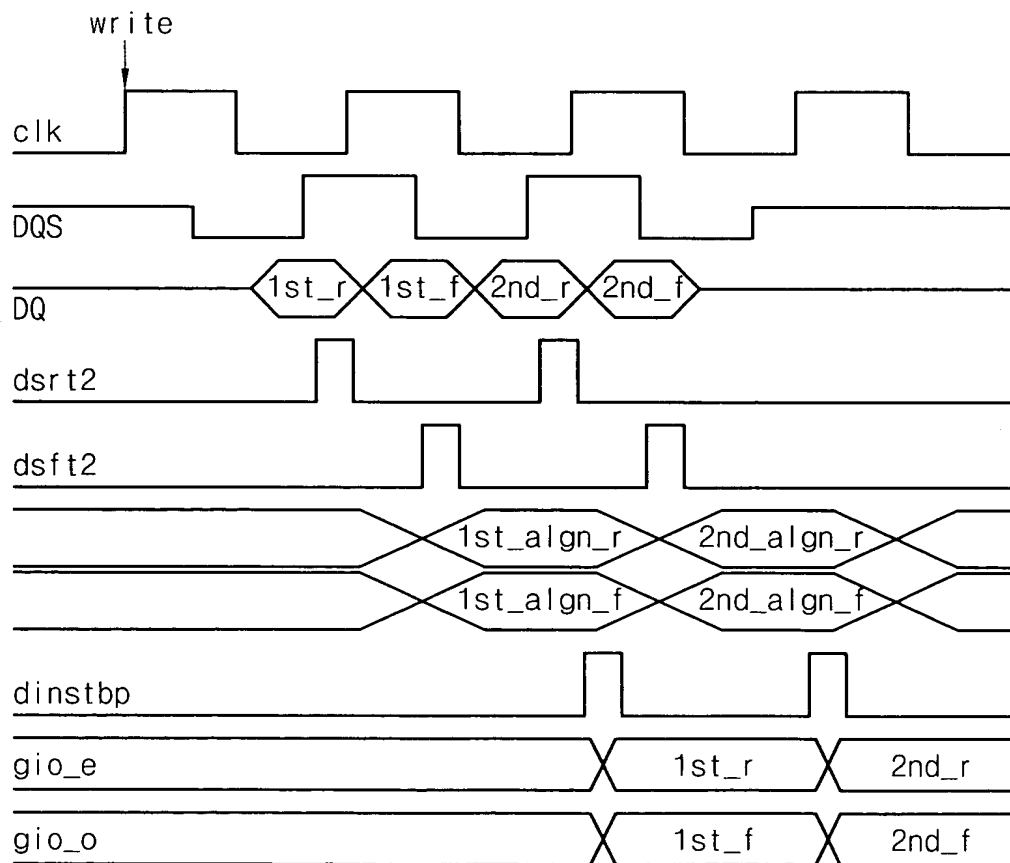 write
clk
DQS
DQ 1st_r 1st_f 2nd_r 2nd_f
dsrt2
dsft2
1st_algn_r 2nd_algn_r
1st_algn_f 2nd_algn_f
dinstbp
gio_e 1st_r 2nd_r
gio_o 1st_f 2nd_f